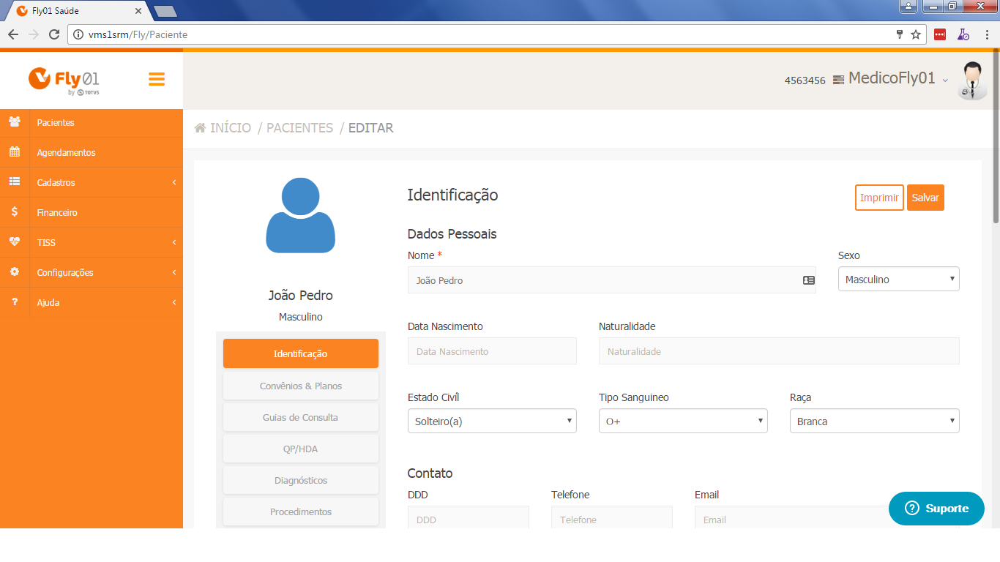 Fly01 Saúde
vms1srm/Fly/Paciente
Fly01
by TOTVS
4563456 MedicoFly01
Pacientes
Agendamentos
Cadastros
Financeiro
TISS
Configurações
Ajuda
INÍCIO / PACIENTES / EDITAR
João Pedro
Masculino
Identificação
Convênios & Planos
Guias de Consulta
QP/HDA
Diagnósticos
Procedimentos
Identificação
Imprimir
Salvar
Dados Pessoais
Nome * Sexo
João Pedro Masculino
Data Nascimento Naturalidade
Data Nascimento Naturalidade
Estado Civíl Tipo Sanguineo Raça
Solteiro(a) O+ Branca
Contato
DDD Telefone Email
DDD Telefone Email
Suporte